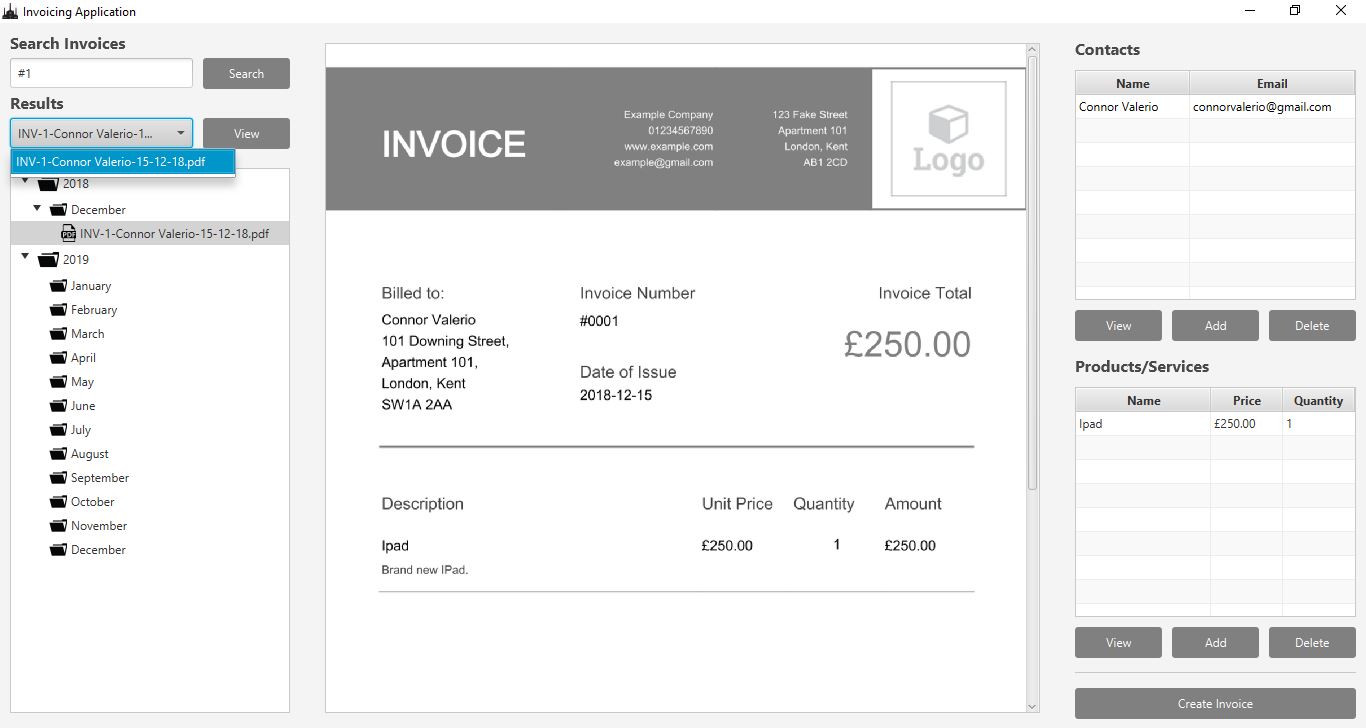 Invoicing Application
Search Invoices
#1
Search
Results
INV-1-Connor Valerio-1...
View
INV-1-Connor Valerio-15-12-18.pdf
2018
December
PDF INV-1-Connor Valerio-15-12-18.pdf
2019
January
February
March
April
May
June
July
August
September
October
November
December
INVOICE
Example Company
01234567890
www.example.com
example@gmail.com
123 Fake Street
Apartment 101
London, Kent
AB1 2CD
Logo
Billed to:
Connor Valerio
101 Downing Street,
Apartment 101,
London, Kent
SW1A 2AA
Invoice Number
#0001
Date of Issue
2018-12-15
Invoice Total
£250.00
Description Unit Price Quantity Amount
Ipad £250.00 1 £250.00
Brand new IPad.
Contacts
Name Email
Connor Valerio connorvalerio@gmail.com
View Add Delete
Products/Services
Name Price Quantity
Ipad £250.00 1
View Add Delete
Create Invoice